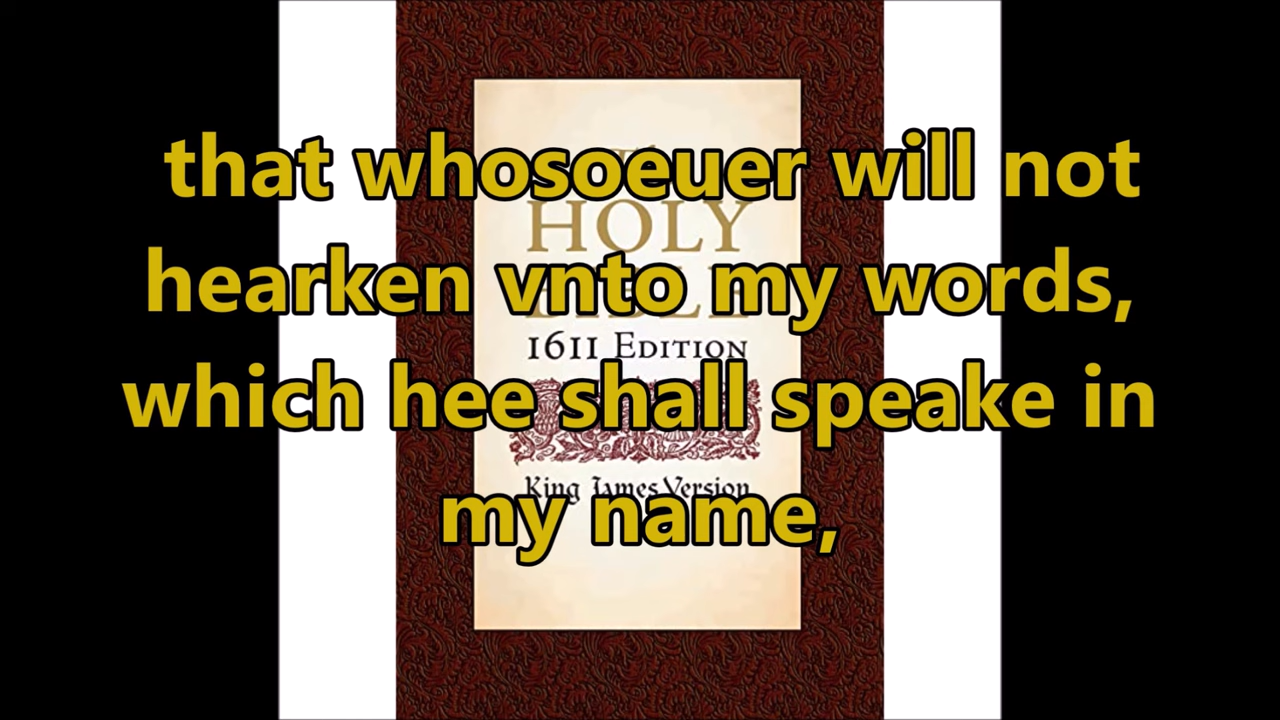 that whosoeuer will not
HOLY
hearken vnto my words,
1611 EDITION
which hee shall speake in
King James Version
my name,